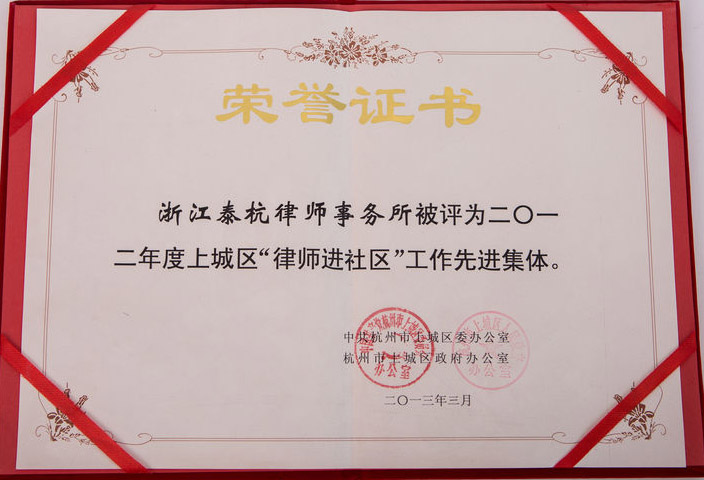 荣誉证书
浙江泰杭律师事务所被评为二〇一
二年度上城区“律师进社区”工作先进集体。
中共杭州市上城区委办公室
杭州市上城区政府办公室
二〇一三年三月